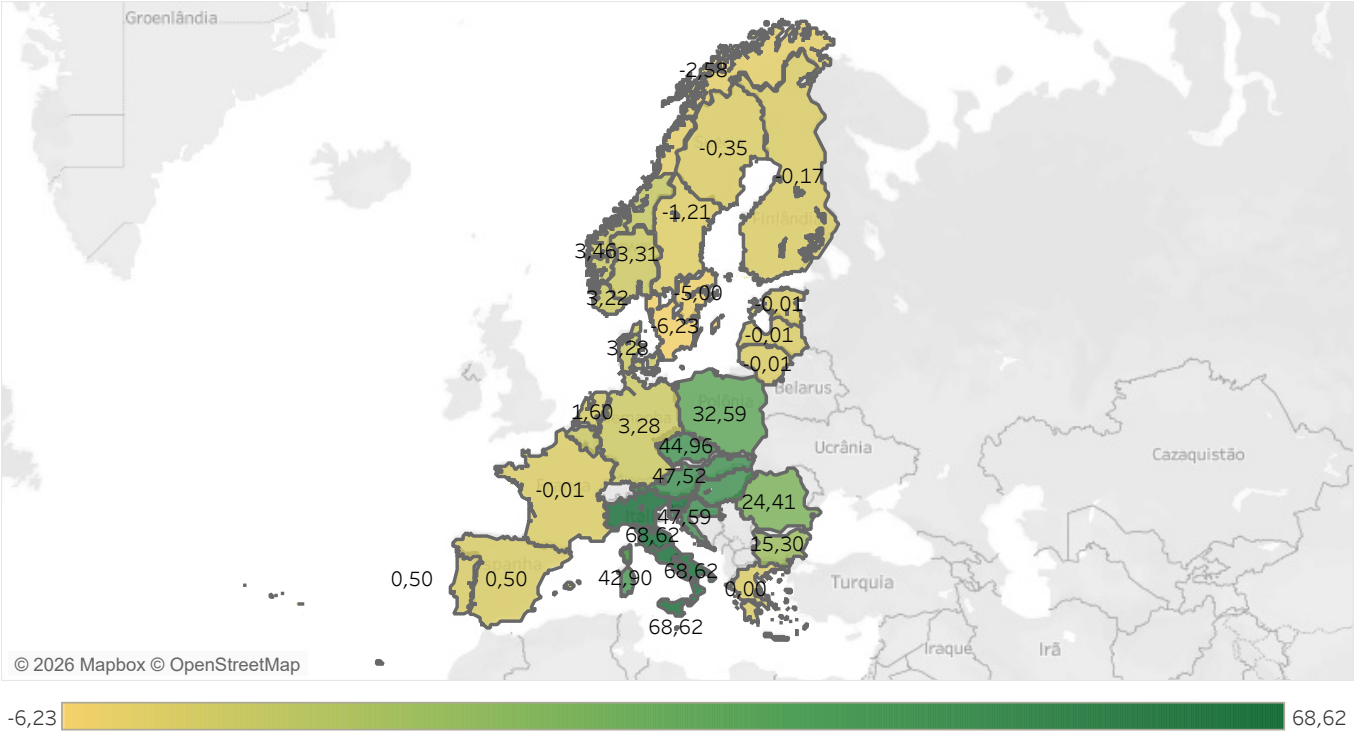 Groenlândia
-2,58
-0,35
-0,17
-1,21
Finlândia
3,46
3,31
3,22
-5,00
-0,01
-6,23
-0,01
3,28
-0,01
Belarus
Polônia
1,60
32,59
3,28
44,96
Ucrânia
Cazaquistão
47,52
-0,01
24,41
Itália
47,59
68,62
15,30
0,50
0,50
42,90
68,62
0,00
Turquia
68,62
Iraque
Irã
© 2026 Mapbox © OpenStreetMap
-6,23
68,62